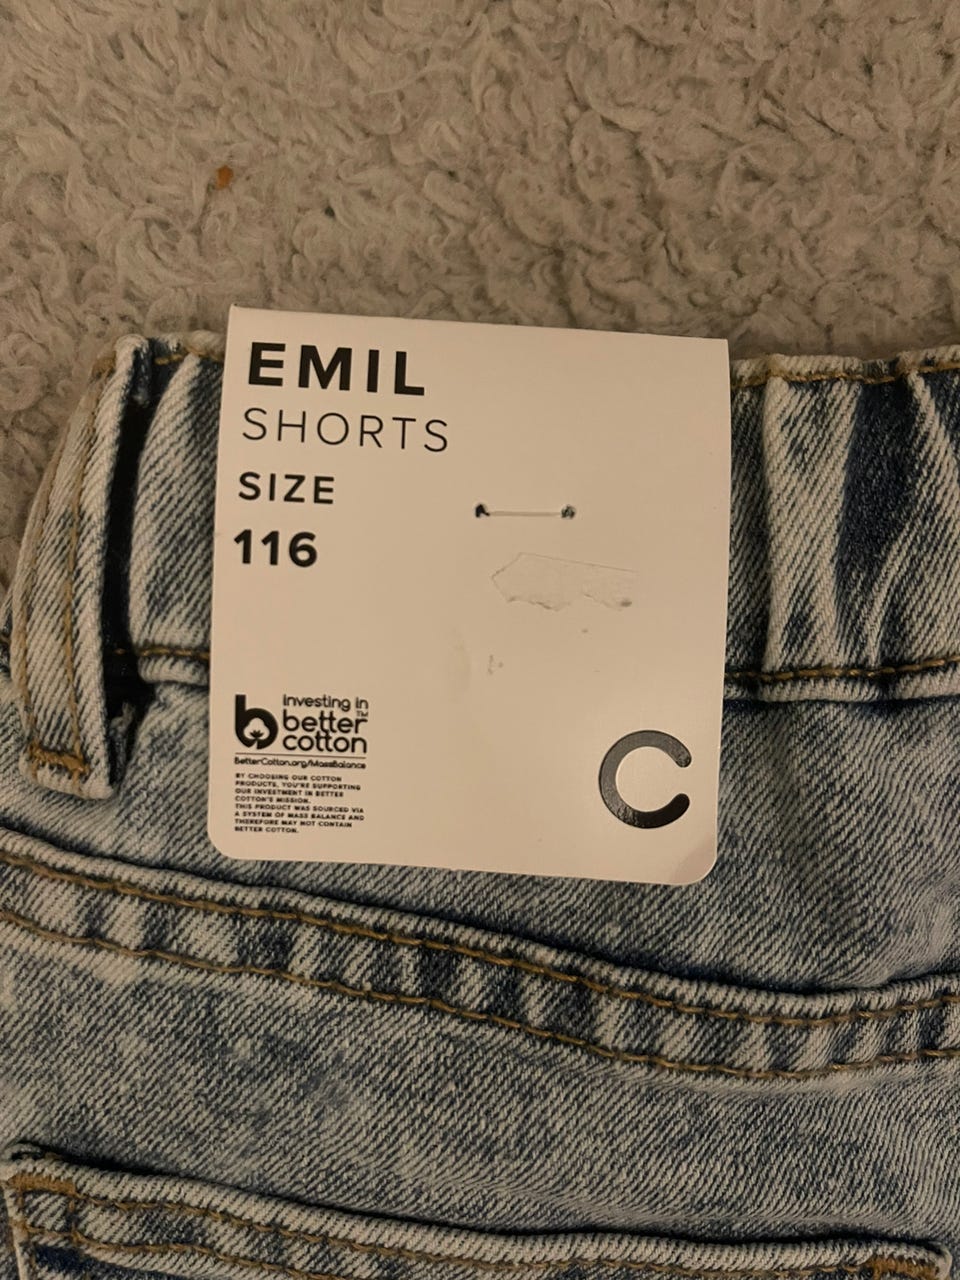 EMIL
SHORTS
SIZE
116
investing in
better™
cotton
BetterCotton.org/MassBalance
BY CHOOSING OUR COTTON
PRODUCTS, YOU'RE SUPPORTING
OUR INVESTMENT IN BETTER
COTTON'S MISSION.
THIS PRODUCT WAS SOURCED VIA
A SYSTEM OF MASS BALANCE AND
THEREFORE MAY NOT CONTAIN
BETTER COTTON.
C